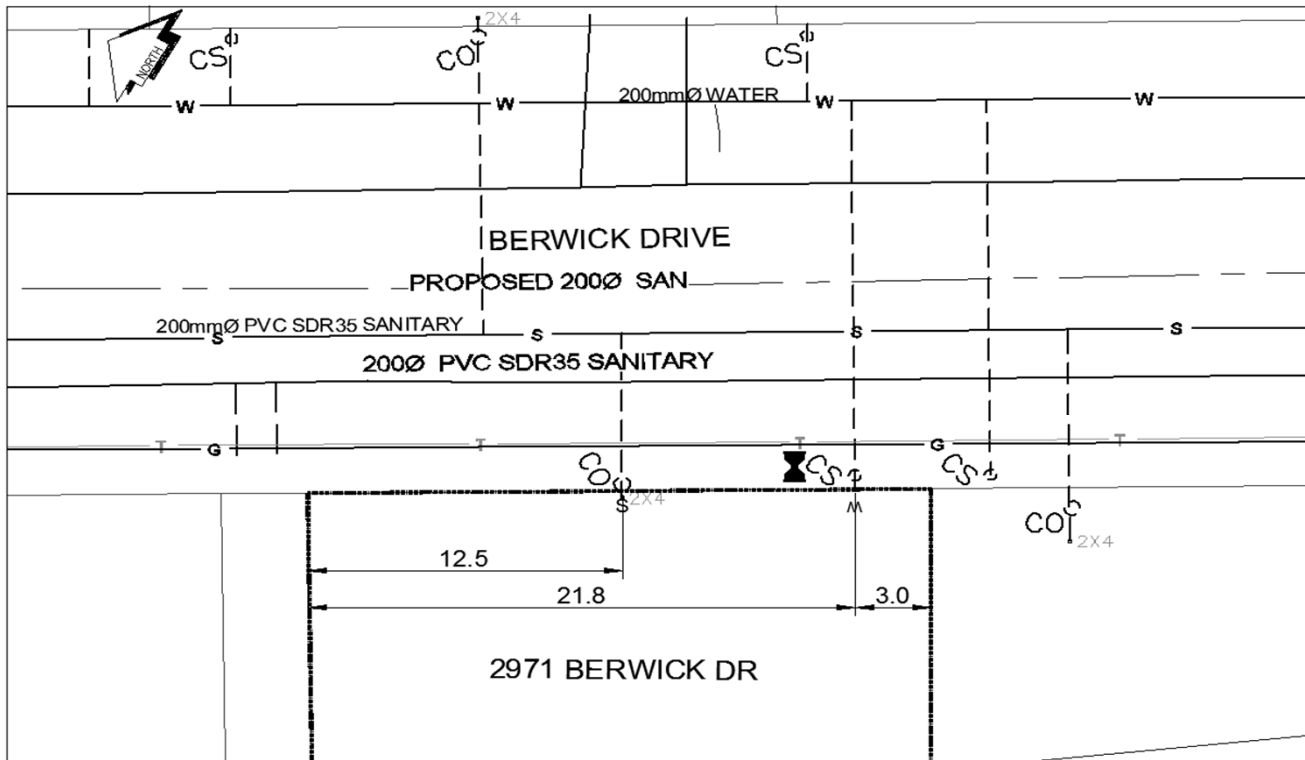 2X4
NORTH
CS
CO
CS
W
W
200mmØ WATER
W
W
BERWICK DRIVE
PROPOSED 200Ø SAN
200mmØ PVC SDR35 SANITARY
S
S
S
S
200Ø PVC SDR35 SANITARY
T
G
T
T
G
T
CO
CS
CS
S
2X4
W
CO
2X4
12.5
21.8
3.0
2971 BERWICK DR